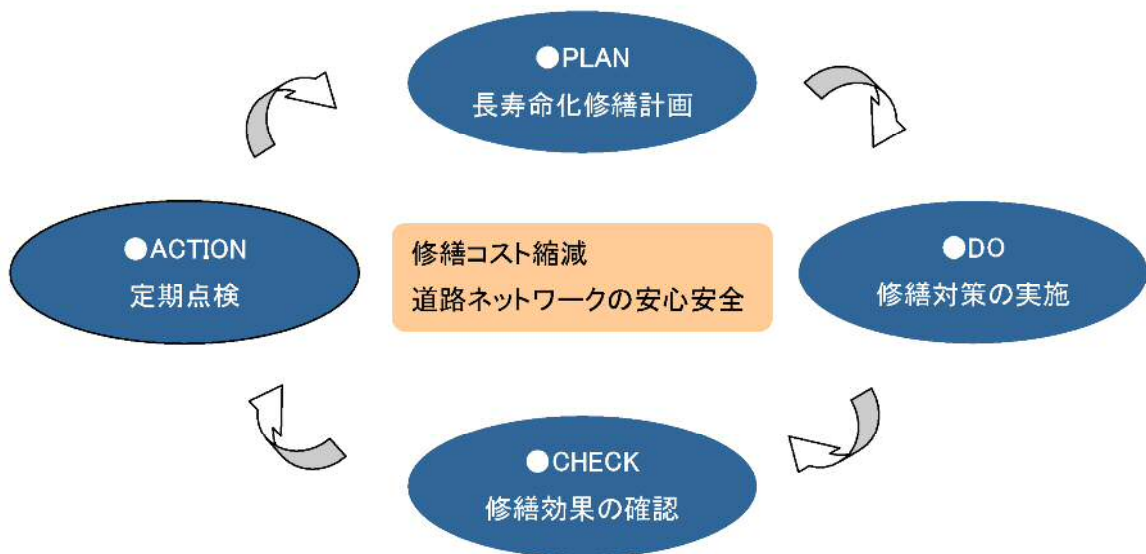 ●PLAN
長寿命化修繕計画
●ACTION
定期点検
修繕コスト縮減
道路ネットワークの安心安全
●DO
修繕対策の実施
●CHECK
修繕効果の確認